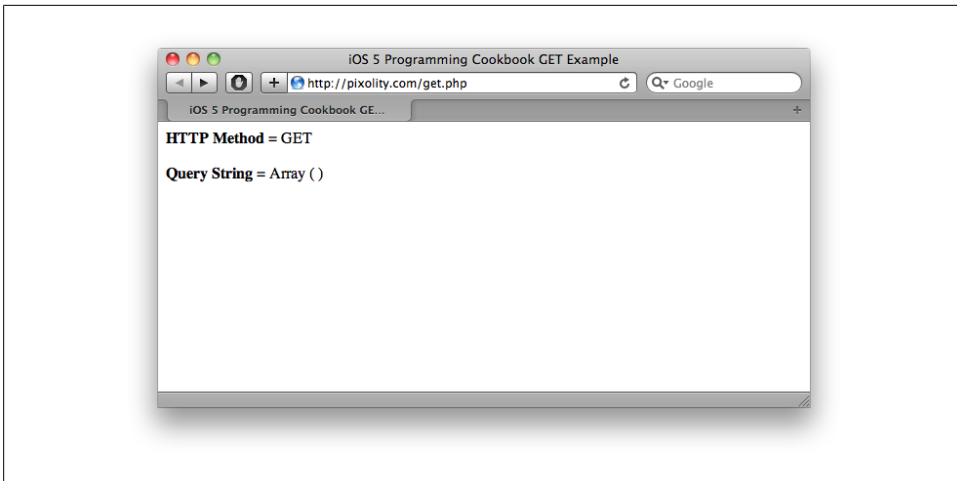 iOS 5 Programming Cookbook GET Example
http://pixolity.com/get.php
Google
iOS 5 Programming Cookbook GE...
HTTP Method = GET
Query String = Array ( )